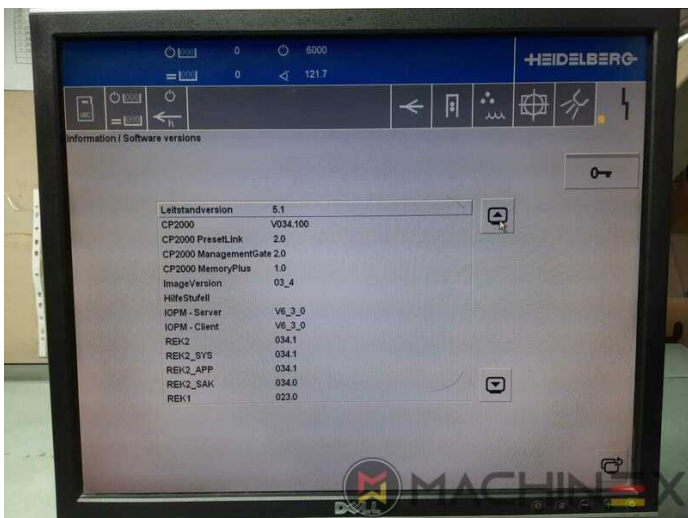 0 6000
0 121.7
HEIDELBERG
h
Information / Software versions
Leitstandversion 5.1
CP2000 V034.100
CP2000 PresetLink 2.0
CP2000 ManagementGate 2.0
CP2000 MemoryPlus 1.0
ImageVersion 03_4
HilfeStufeII
IOPM - Server V6_3_0
IOPM - Client V6_3_0
REK2 034.1
REK2_SYS 034.1
REK2_APP 034.1
REK2_SAK 034.0
REK1 023.0
MACHINEX
DELL